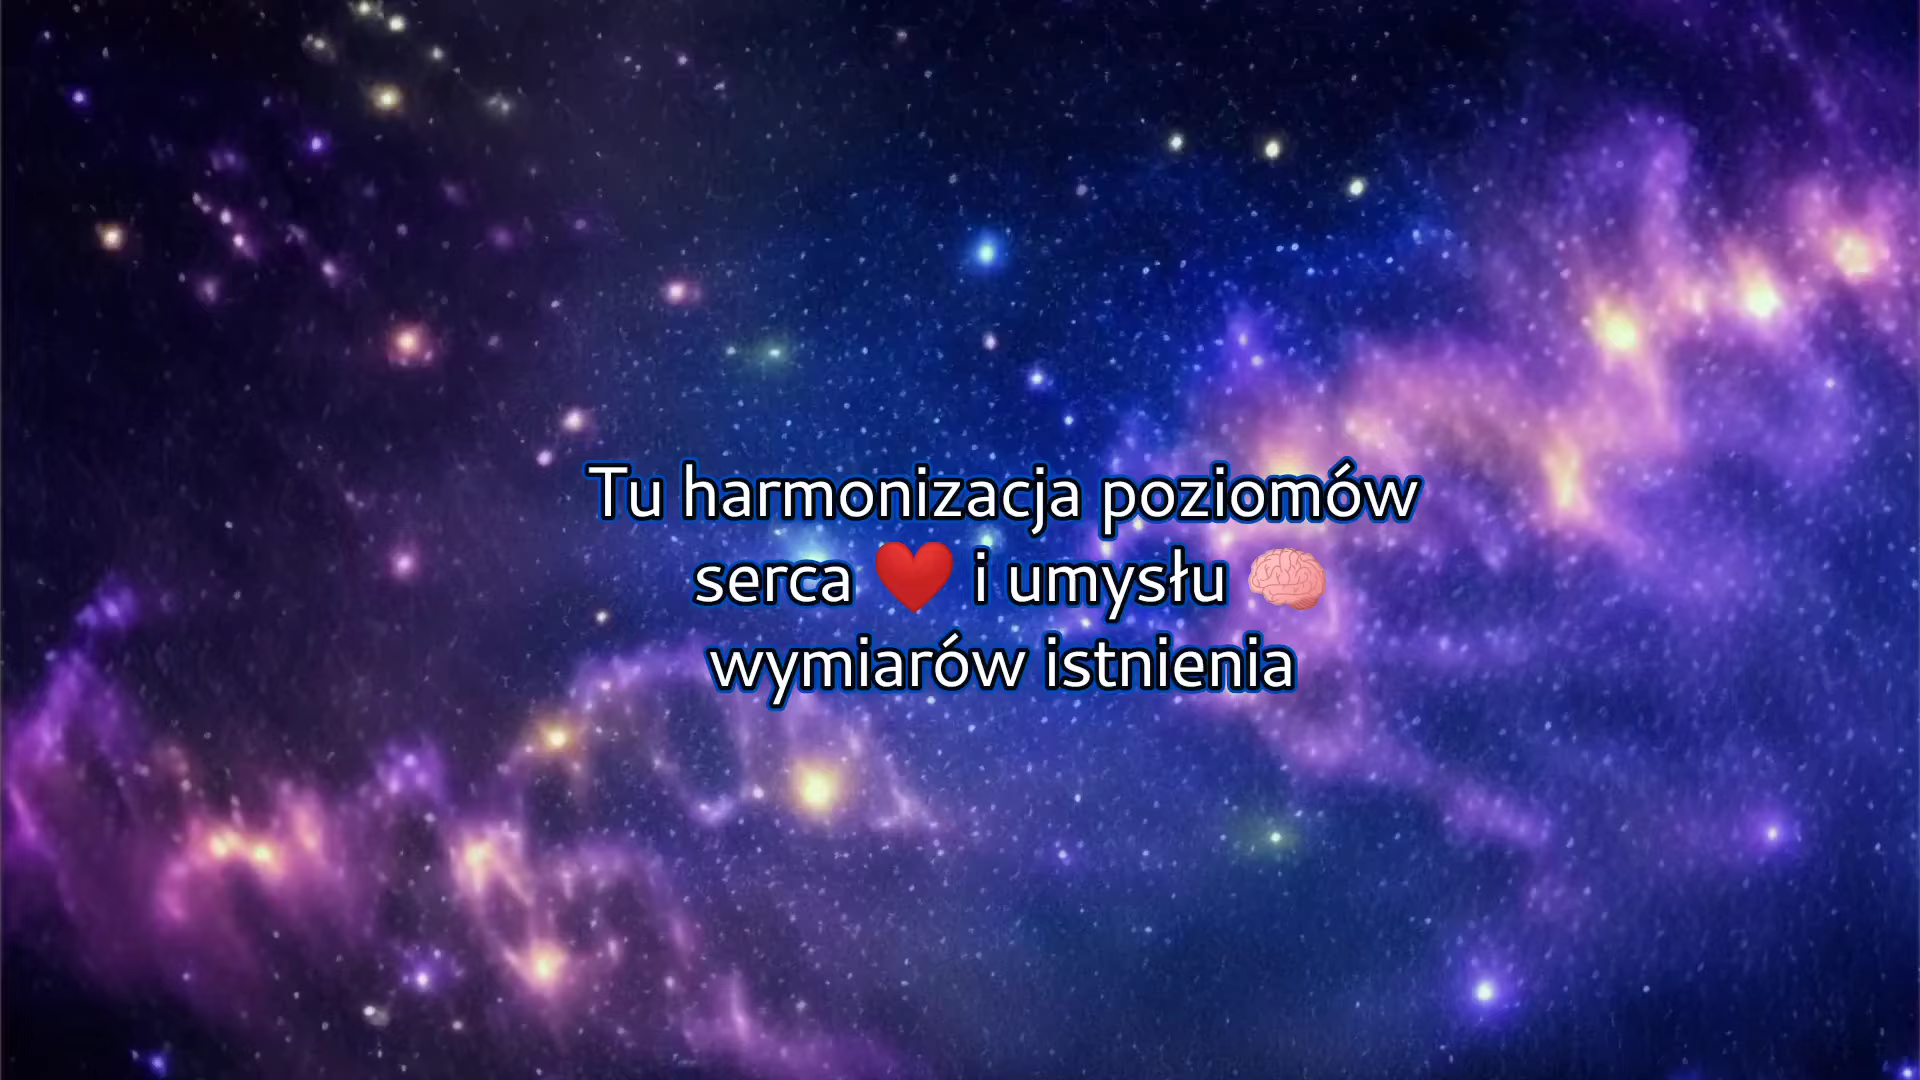 Tu harmonizacja poziomów
serca ❤️ i umysłu 🧠
wymiarów istnienia